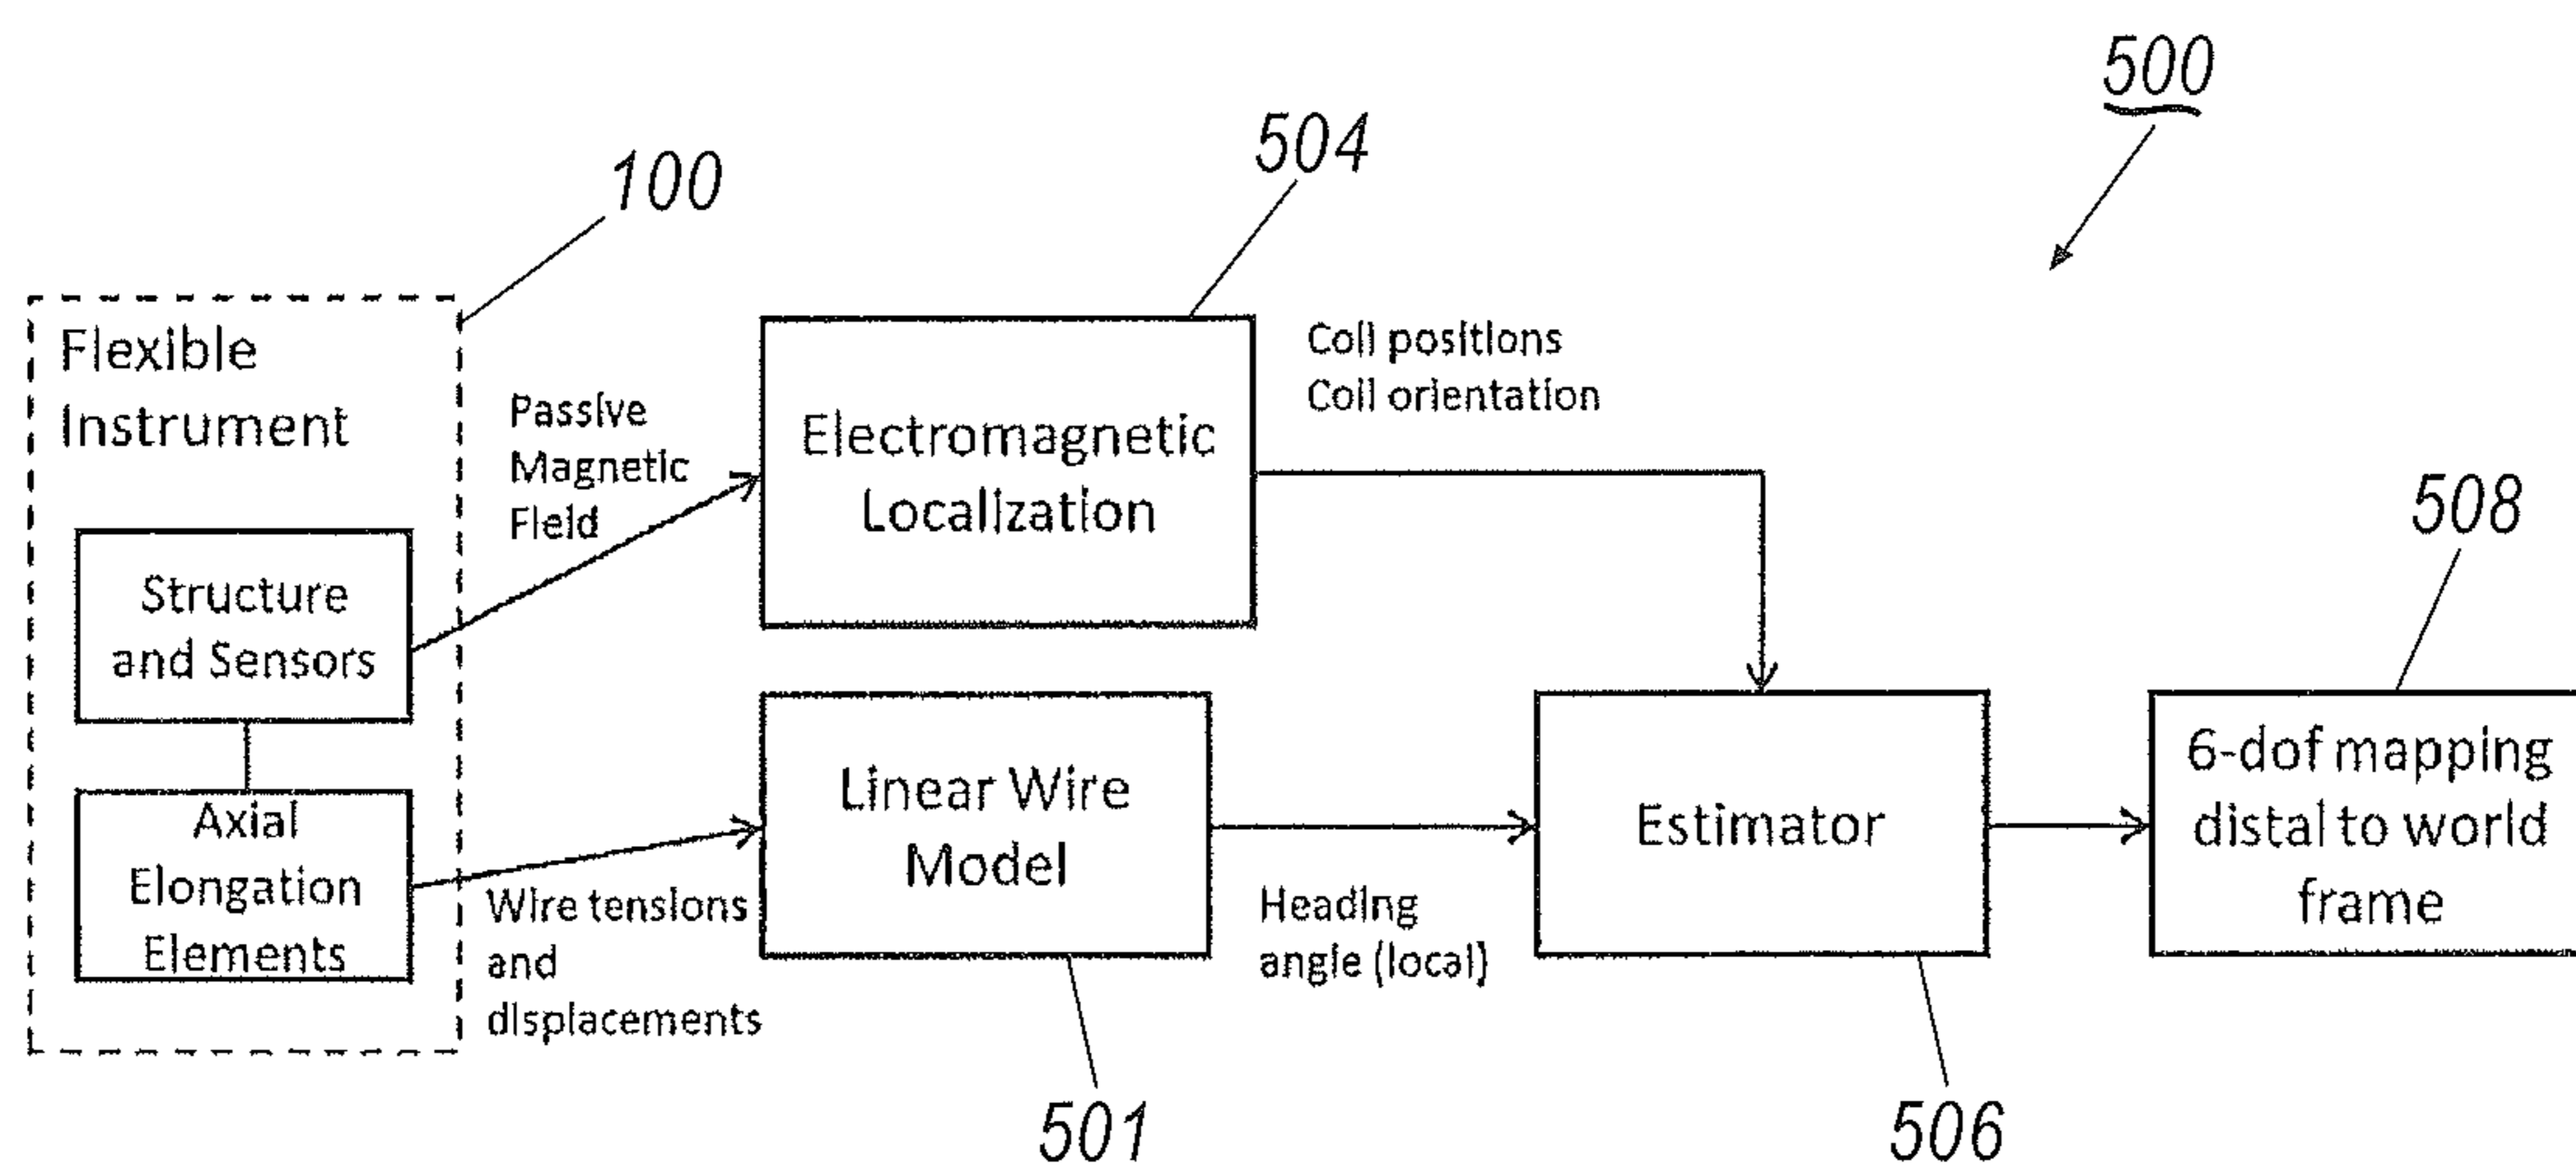 500
504
100
Flexible
Instrument
Passive
Magnetic
Field
Electromagnetic
Localization
Coil positions
Coil orientation
508
Structure
and Sensors
Axial
Elongation
Elements
Wire tensions
and
displacements
Linear Wire
Model
Heading
angle (local)
Estimator
6-dof mapping
distal to world
frame
501
506